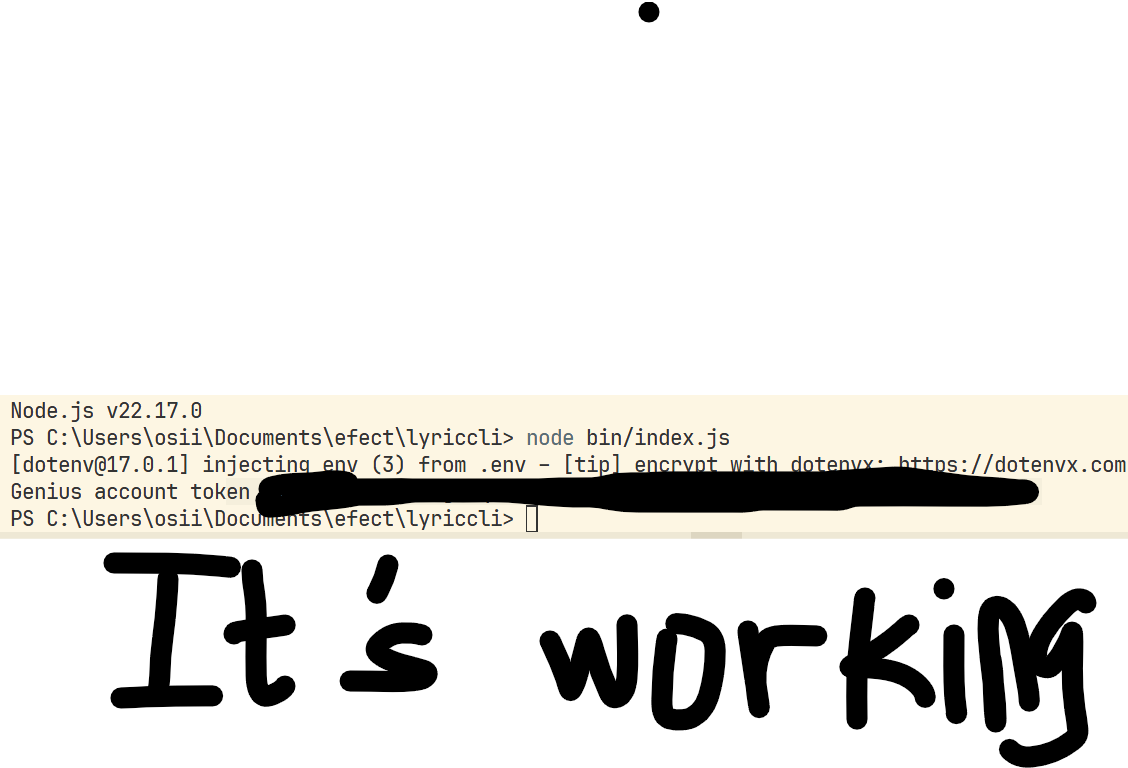 Node.js v22.17.0
PS C:\Users\osii\Documents\efect\lyriccli> node bin/index.js
[dotenv@17.0.1] injecting env (3) from .env – [tip] encrypt with dotenvx: https://dotenvx.com
Genius account token
PS C:\Users\osii\Documents\efect\lyriccli>
It's working